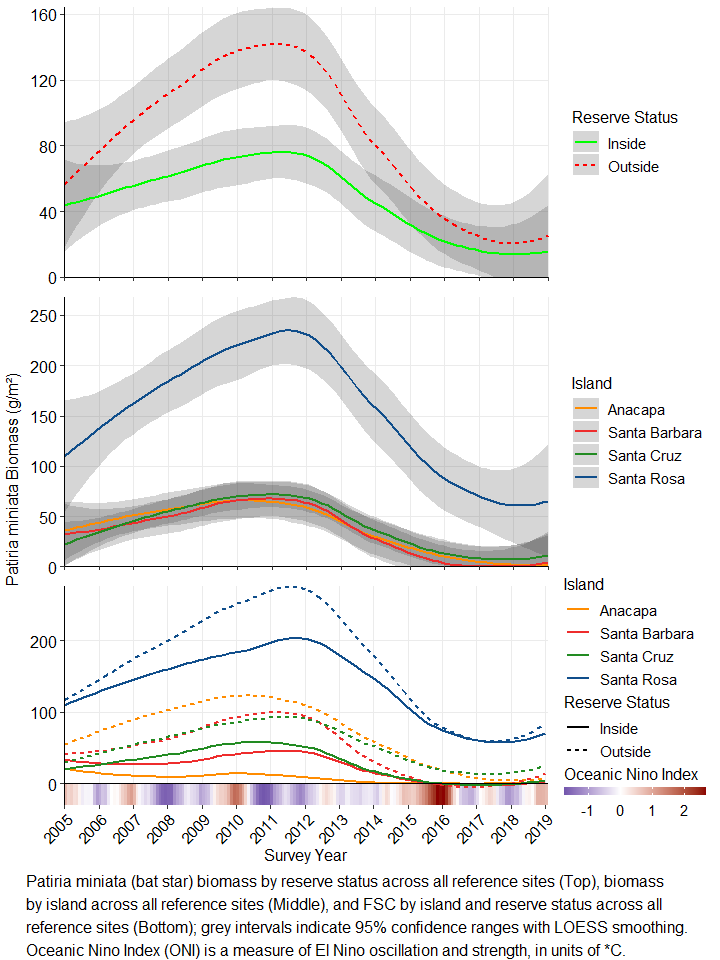 160
120
80
40
0
Reserve Status
Inside
Outside
Patiria miniata Biomass (g/m²)
250
200
150
100
50
0
Island
Anacapa
Santa Barbara
Santa Cruz
Santa Rosa
200
100
0
Island
Anacapa
Santa Barbara
Santa Cruz
Santa Rosa
Reserve Status
Inside
Outside
Oceanic Nino Index
-1 0 1 2
2005 2006 2007 2008 2009 2010 2011 2012 2013 2014 2015 2016 2017 2018 2019
Survey Year
Patiria miniata (bat star) biomass by reserve status across all reference sites (Top), biomass
by island across all reference sites (Middle), and FSC by island and reserve status across all
reference sites (Bottom); grey intervals indicate 95% confidence ranges with LOESS smoothing.
Oceanic Nino Index (ONI) is a measure of El Nino oscillation and strength, in units of *C.